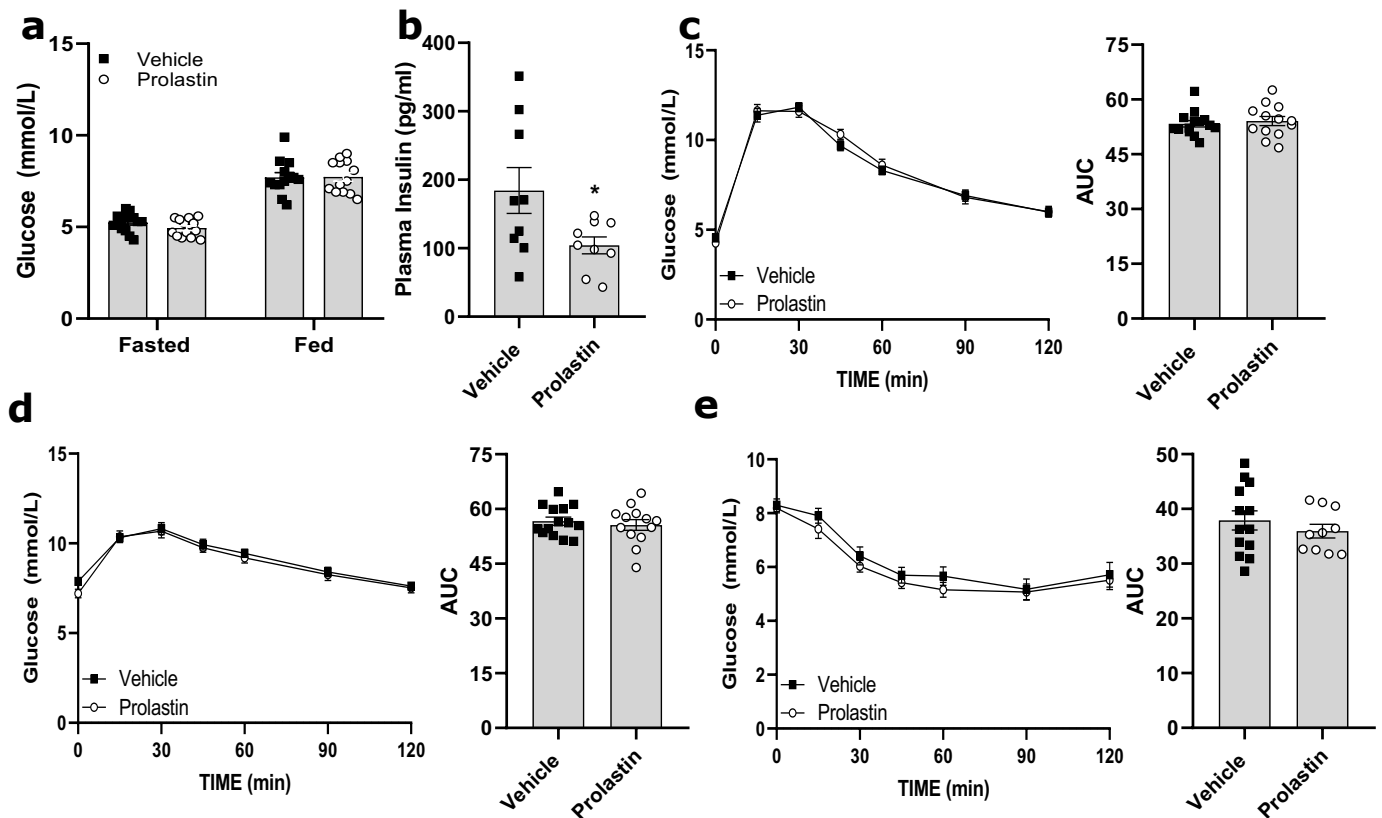 a
Vehicle
Prolastin
Glucose (mmol/L)
15
10
5
0
Fasted
Fed
b
Plasma Insulin (pg/ml)
400
300
200
100
0
*
Vehicle
Prolastin
c
Glucose (mmol/L)
15
10
5
0
Vehicle
Prolastin
0 30 60 90 120
TIME (min)
AUC
75
60
45
30
15
0
Vehicle
Prolastin
d
Glucose (mmol/L)
15
10
5
0
Vehicle
Prolastin
0 30 60 90 120
TIME (min)
AUC
75
60
45
30
15
0
Vehicle
Prolastin
e
Glucose (mmol/L)
10
8
6
4
2
0
Vehicle
Prolastin
0 30 60 90 120
TIME (min)
AUC
50
40
30
20
10
0
Vehicle
Prolastin